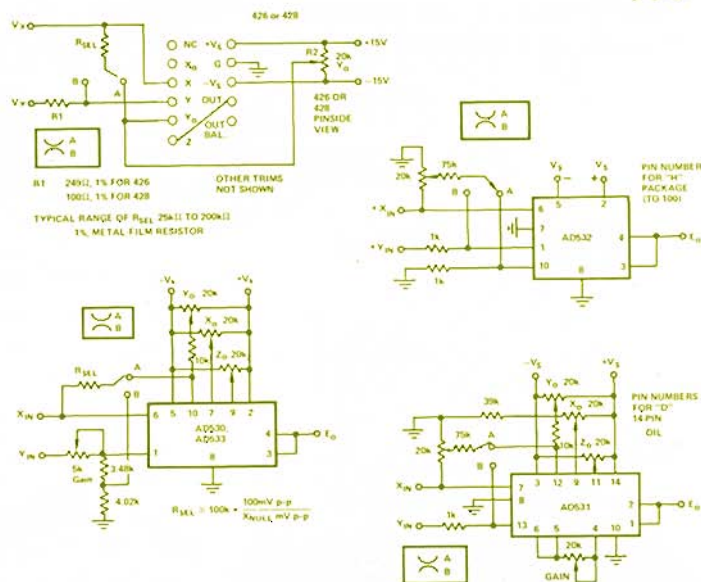 426 or 428
Vx
RSEL
NC
+VS
+15V
XO
G
R2
20k
YO
X
-VS
-15V
B
A
Vy
Y
OUT
426 OR
428
PINSIDE
VIEW
R1
YO
OUT
BAL.
Z
A
B
R1 249Ω, 1% FOR 426
100Ω, 1% FOR 428
OTHER TRIMS
NOT SHOWN
TYPICAL RANGE OF RSEL 25kΩ TO 200kΩ
1%, METAL FILM RESISTOR
A
B
VS
-
VS
+
PIN NUMBERS
FOR "H"
PACKAGE
(TO 100)
20k
75k
B
A
+XIN
6
5
2
7
AD532
4
EO
+YIN
1k
1
3
10
1k
8
-VS
+VS
A
B
YO 20k
XO 20k
ZO 20k
10k
RSEL
A
B
XIN
6
5
10
7
9
2
AD530,
AD533
4
EO
3
YIN
1
5k
Gain
3.48k
8
4.02k
RSEL = 100k • 100mV p-p / XNULL mV p-p
-VS
+VS
YO 20k
XO 20k
ZO 20k
PIN NUMBERS
FOR "D"
14 PIN
DIL
39k
20k
75k
A
10k
B
XIN
7
3
12
9
11
14
8
AD531
7
EO
1
YIN
1k
13
6
5
4
10
20k
GAIN
A
B